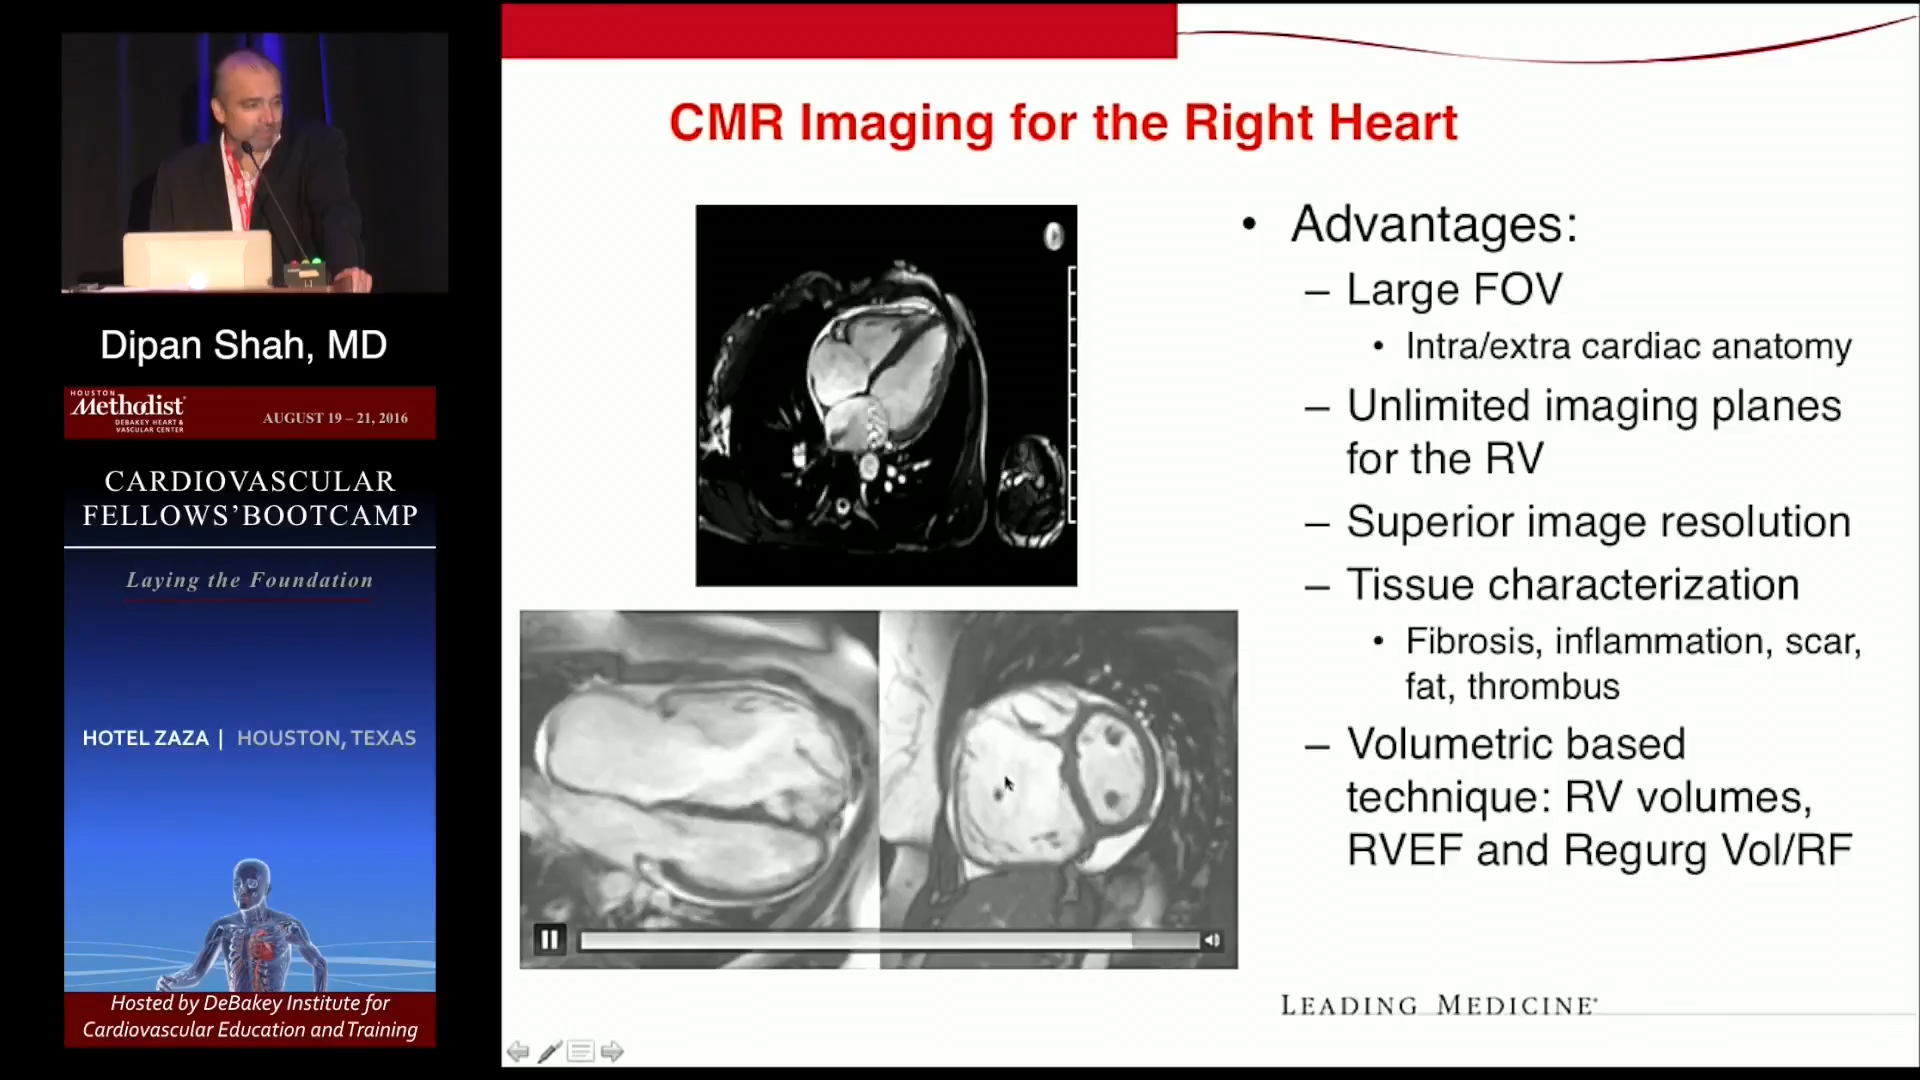 Dipan Shah, MD
HOUSTON
Methodist
DEBAKEY HEART &
VASCULAR CENTER
AUGUST 19 – 21, 2016
CARDIOVASCULAR
FELLOWS'BOOTCAMP
Laying the Foundation
HOTEL ZAZA | HOUSTON, TEXAS
Hosted by DeBakey Institute for
Cardiovascular Education and Training
CMR Imaging for the Right Heart
• Advantages:
– Large FOV
• Intra/extra cardiac anatomy
– Unlimited imaging planes
for the RV
– Superior image resolution
– Tissue characterization
• Fibrosis, inflammation, scar,
fat, thrombus
– Volumetric based
technique: RV volumes,
RVEF and Regurg Vol/RF
LEADING MEDICINE